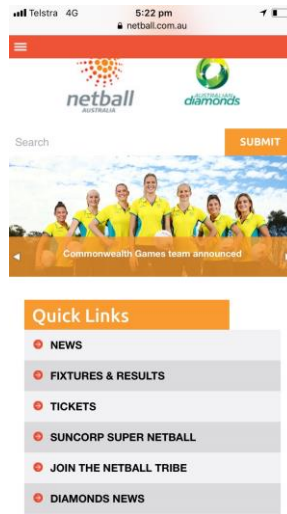 Telstra 4G 5:22 pm
netball.com.au
netball
AUSTRALIA
AUSTRALIAN
diamonds
Search SUBMIT
Commonwealth Games team announced
Quick Links
NEWS
FIXTURES & RESULTS
TICKETS
SUNCORP SUPER NETBALL
JOIN THE NETBALL TRIBE
DIAMONDS NEWS